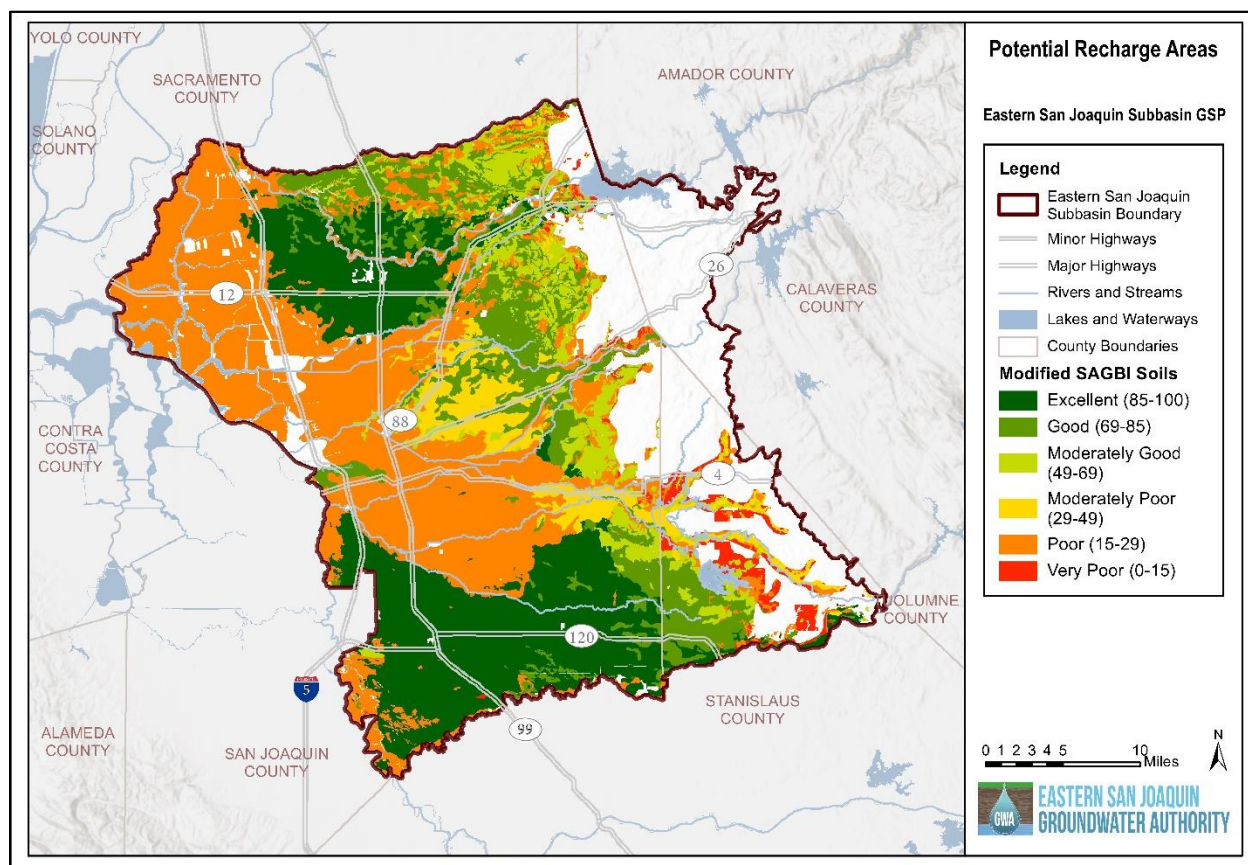 YOLO COUNTY
SACRAMENTO
COUNTY
AMADOR COUNTY
SOLANO
COUNTY
26
CALAVERAS
COUNTY
12
CONTRA
COSTA
COUNTY
88
4
TUOLUMNE
COUNTY
120
5
STANISLAUS
COUNTY
99
ALAMEDA
COUNTY
SAN JOAQUIN
COUNTY
Potential Recharge Areas
Eastern San Joaquin Subbasin GSP
Legend
Eastern San Joaquin
Subbasin Boundary
Minor Highways
Major Highways
Rivers and Streams
Lakes and Waterways
County Boundaries
Modified SAGBI Soils
Excellent (85-100)
Good (69-85)
Moderately Good
(49-69)
Moderately Poor
(29-49)
Poor (15-29)
Very Poor (0-15)
0 1 2 3 4 5 10
Miles
N
GWA
EASTERN SAN JOAQUIN
GROUNDWATER AUTHORITY